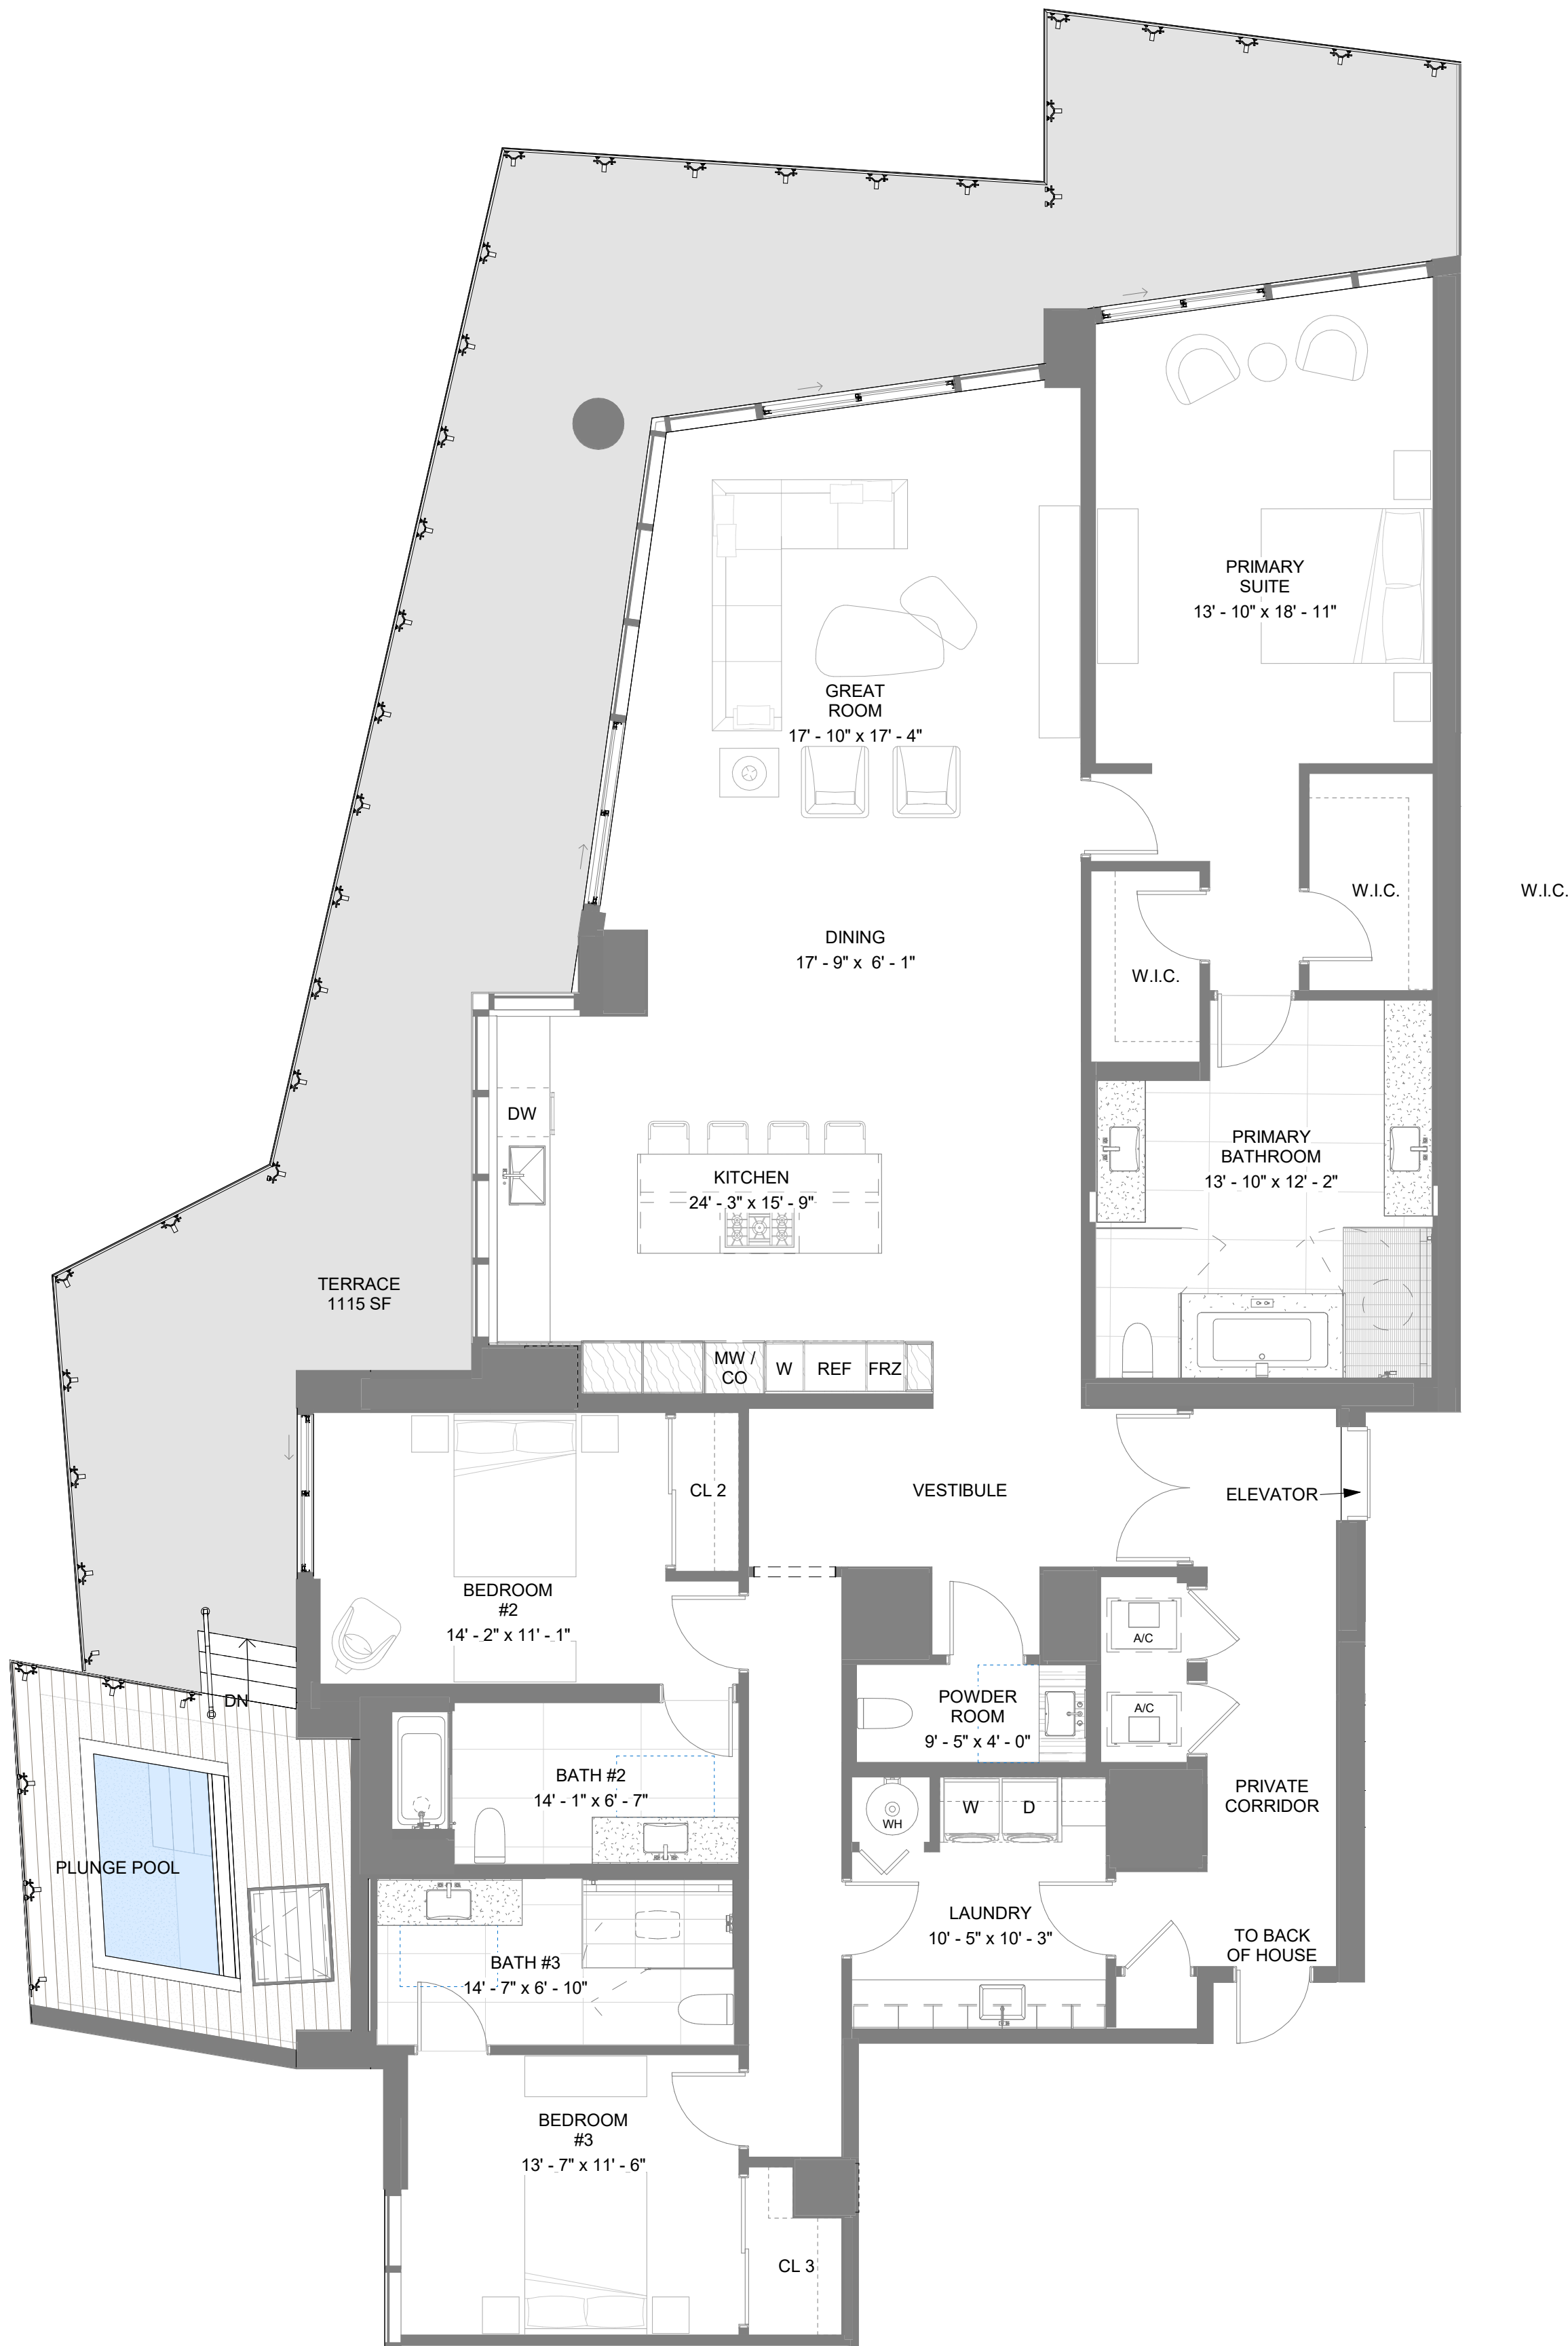 PRIMARY
SUITE
13' - 10" x 18' - 11"
GREAT
ROOM
17' - 10" x 17' - 4"
W.I.C.
W.I.C.
DINING
17' - 9" x 6' - 1"
W.I.C.
DW
KITCHEN
24' - 3" x 15' - 9"
PRIMARY
BATHROOM
13' - 10" x 12' - 2"
TERRACE
1115 SF
MW /
CO
W
REF
FRZ
CL 2
VESTIBULE
ELEVATOR
BEDROOM
#2
14' - 2" x 11' - 1"
A/C
A/C
DN
POWDER
ROOM
9' - 5" x 4' - 0"
BATH #2
14' - 1" x 6' - 7"
WH
W
D
PRIVATE
CORRIDOR
PLUNGE POOL
LAUNDRY
10' - 5" x 10' - 3"
TO BACK
OF HOUSE
BATH #3
14' - 7" x 6' - 10"
BEDROOM
#3
13' - 7" x 11' - 6"
CL 3